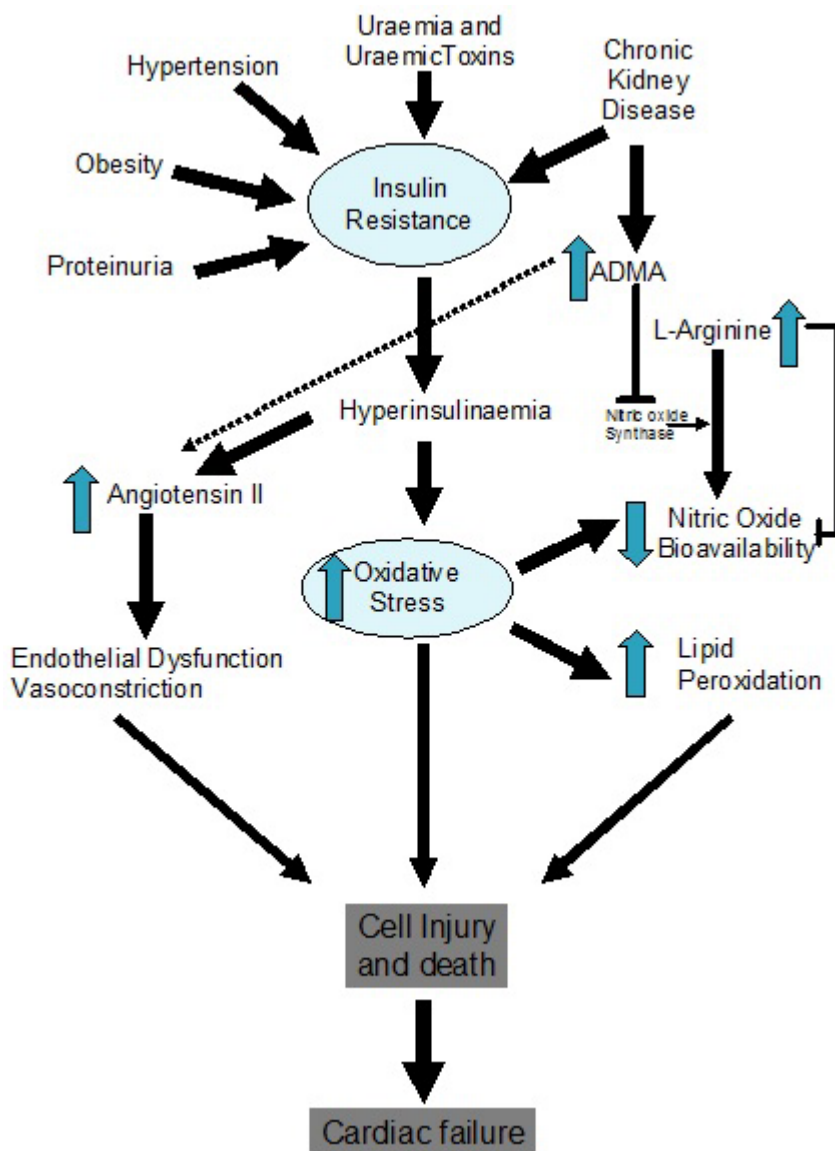 Uraemia and
UraemicToxins
Hypertension
Chronic
Kidney
Disease
Obesity
Insulin
Resistance
Proteinuria
ADMA
L-Arginine
Hyperinsulinaemia
Nitric oxide
Synthase
Angiotensin II
Nitric Oxide
Bioavailability
Oxidative
Stress
Endothelial Dysfunction
Vasoconstriction
Lipid
Peroxidation
Cell Injury
and death
Cardiac failure